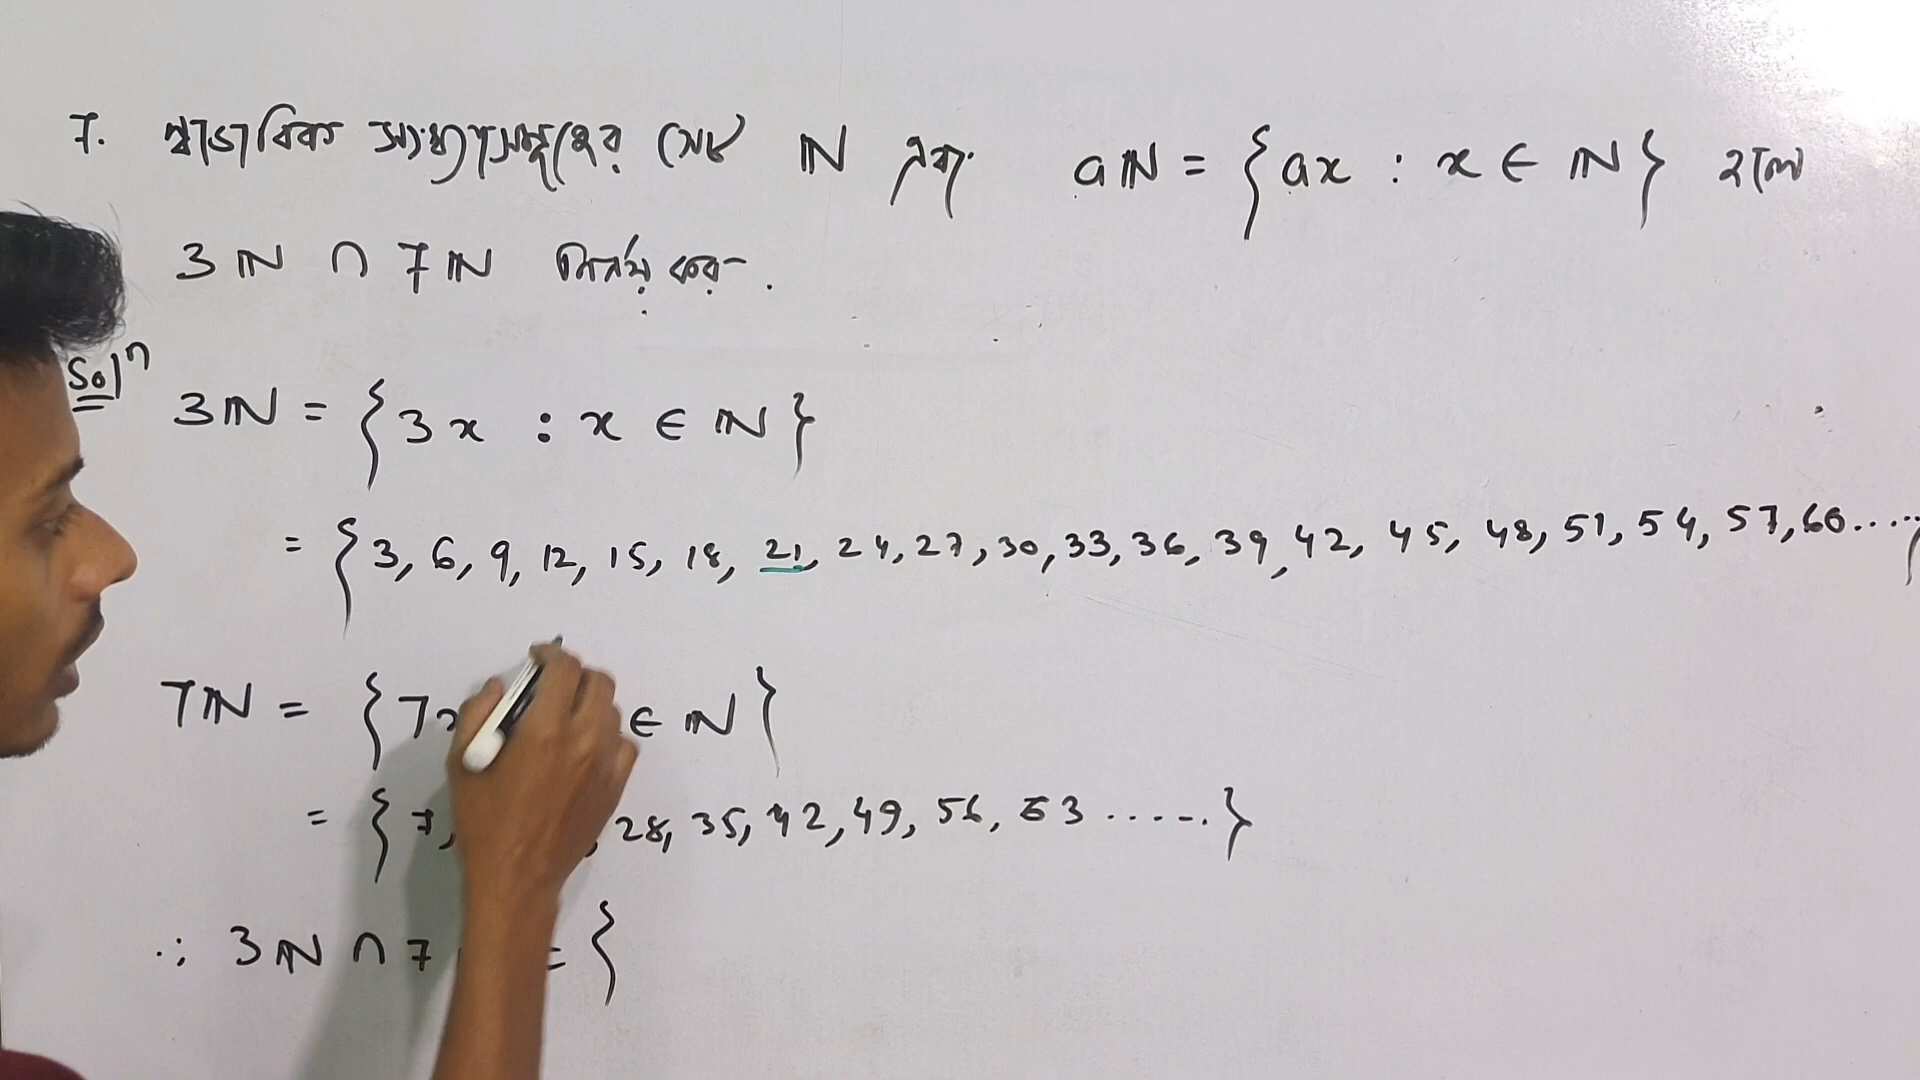 7. স্বাভাবিক সংখ্যাসমূহের সেট ℕ এবং aℕ = {ax : x ∈ ℕ} হলে
3ℕ ∩ 7ℕ নির্ণয় কর.
Solⁿ
3ℕ = {3x : x ∈ ℕ}
= {3, 6, 9, 12, 15, 18, 21, 24, 27, 30, 33, 36, 39, 42, 45, 48, 51, 54, 57, 60.....}
7ℕ = {7x ∈ ℕ}
= {7, 28, 35, 42, 49, 56, 63 ......}
∴ 3ℕ ∩ 7 = {